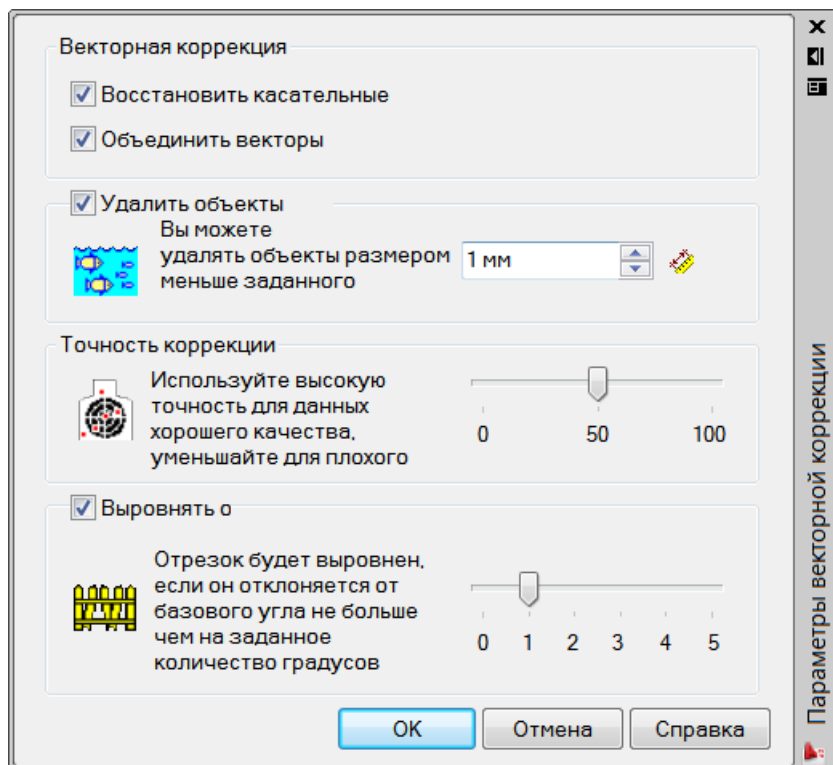 Векторная коррекция
Восстановить касательные
Объединить векторы
Удалить объекты
Вы можете
удалять объекты размером
меньше заданного
1 мм
Точность коррекции
Используйте высокую
точность для данных
хорошего качества,
уменьшайте для плохого
0 50 100
Выровнять о
Отрезок будет выровнен,
если он отклоняется от
базового угла не больше
чем на заданное
количество градусов
0 1 2 3 4 5
OK Отмена Справка
Параметры векторной коррекции